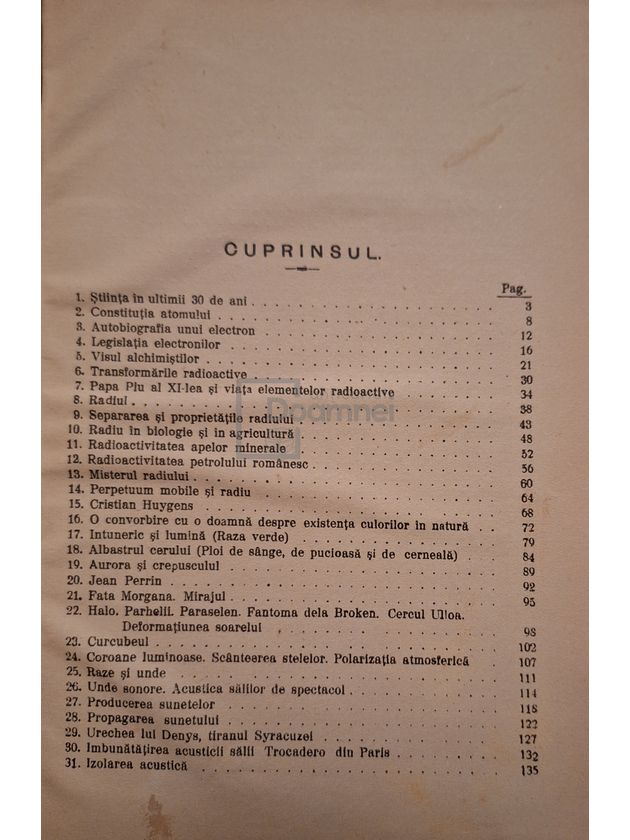 CUPRINSUL.
Pag.
1. Știința în ultimii 30 de ani . . . 3
2. Constituția atomului . . . 8
3. Autobiografia unui electron . . . 12
4. Legislația electronilor . . . 16
5. Visul alchimiștilor . . . 21
6. Transformările radioactive . . . 30
7. Papa Piu al XI-lea și viața elementelor radioactive . . . 34
8. Radiul . . . 38
9. Separarea și proprietățile radiului . . . 43
10. Radiu în biologie și in agricultură . . . 48
11. Radioactivitatea apelor minerale . . . 52
12. Radioactivitatea petrolului românesc . . . 56
13. Misterul radiului . . . 60
14. Perpetuum mobile și radiu . . . 64
15. Cristian Huygens . . . 68
16. O convorbire cu o doamnă despre existența culorilor în natură . . . 72
17. Intuneric și lumină (Raza verde) . . . 79
18. Albastrul cerului (Ploi de sânge, de pucioasă și de cerneală) . . . 84
19. Aurora și crepusculul . . . 89
20. Jean Perrin . . . 92
21. Fata Morgana. Mirajul . . . 95
22. Halo. Parhelii. Paraselen. Fantoma dela Broken. Cercul Ulloa.
Deformațiunea soarelui . . . 98
23. Curcubeul . . . 102
24. Coroane luminoase. Scânteerea stelelor. Polarizația atmosferică . . . 107
25. Raze și unde . . . 111
26. Unde sonore. Acustica sălilor de spectacol . . . 114
27. Producerea sunetelor . . . 118
28. Propagarea sunetului . . . 122
29. Urechea lui Denys, tiranul Syracuzei . . . 127
30. Imbunătățirea acusticii sălii Trocadero din Paris . . . 132
31. Izolarea acustică . . . 135